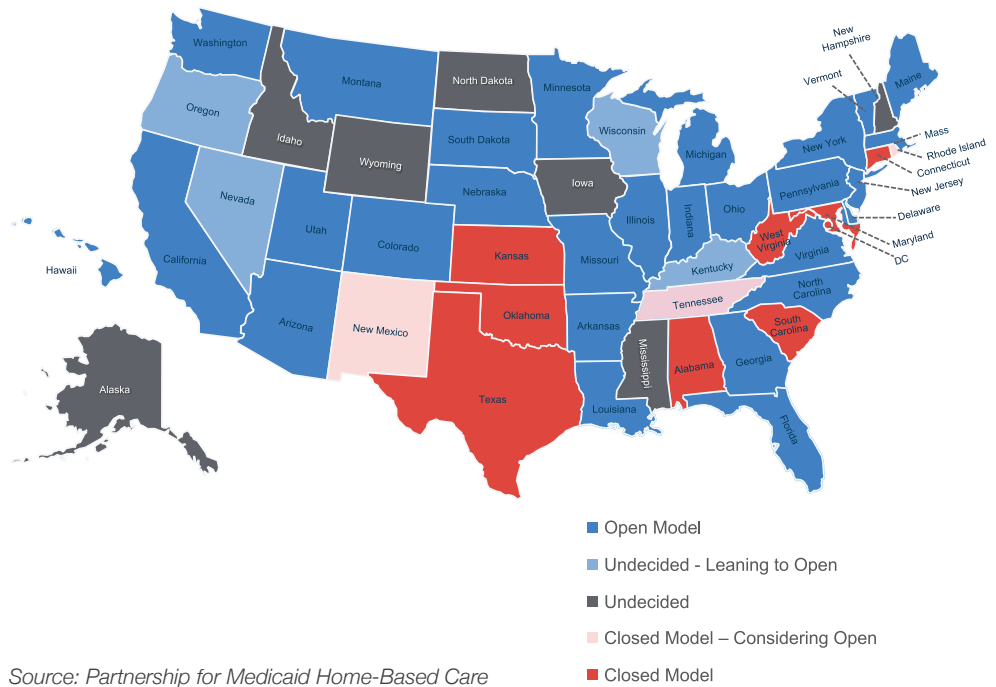 New
Hampshire
Washington
Vermont
Maine
Montana
North Dakota
Minnesota
Oregon
Idaho
Wisconsin
Mass
South Dakota
Michigan
New York
Rhode Island
Wyoming
Connecticut
Iowa
Pennsylvania
New Jersey
Nebraska
Nevada
Ohio
Illinois
Indiana
Delaware
Utah
Colorado
West
Virginia
Maryland
California
Kansas
Missouri
Virginia
DC
Hawaii
Kentucky
North
Carolina
Tennessee
Arizona
New Mexico
Oklahoma
Arkansas
South
Carolina
Mississippi
Alabama
Georgia
Alaska
Texas
Louisiana
Florida
Open Model
Undecided - Leaning to Open
Undecided
Closed Model – Considering Open
Closed Model
Source: Partnership for Medicaid Home-Based Care